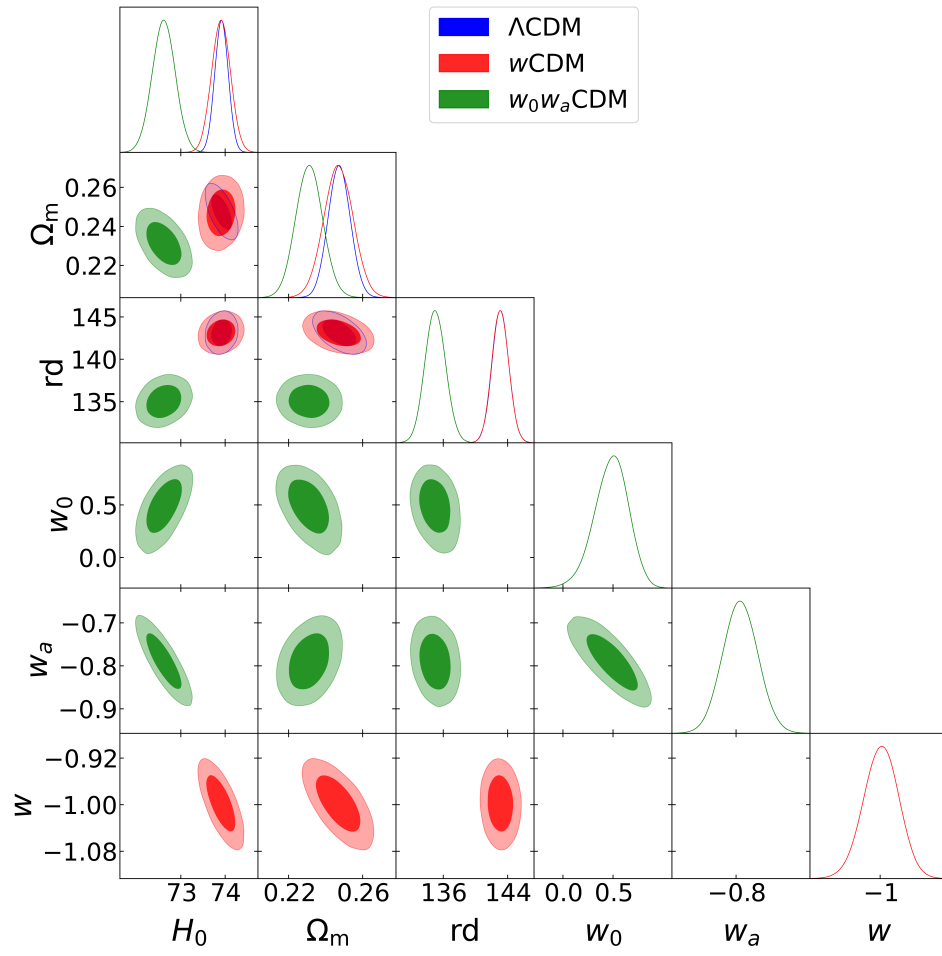 ΛCDM
wCDM
w₀wₐCDM
0.26
0.24
0.22
Ωₘ
145
140
135
rd
0.5
0.0
w₀
−0.7
−0.8
−0.9
wₐ
−0.92
−1.00
−1.08
w
73 74 0.22 0.26 136 144 0.0 0.5 −0.8 −1
H₀ Ωₘ rd w₀ wₐ w